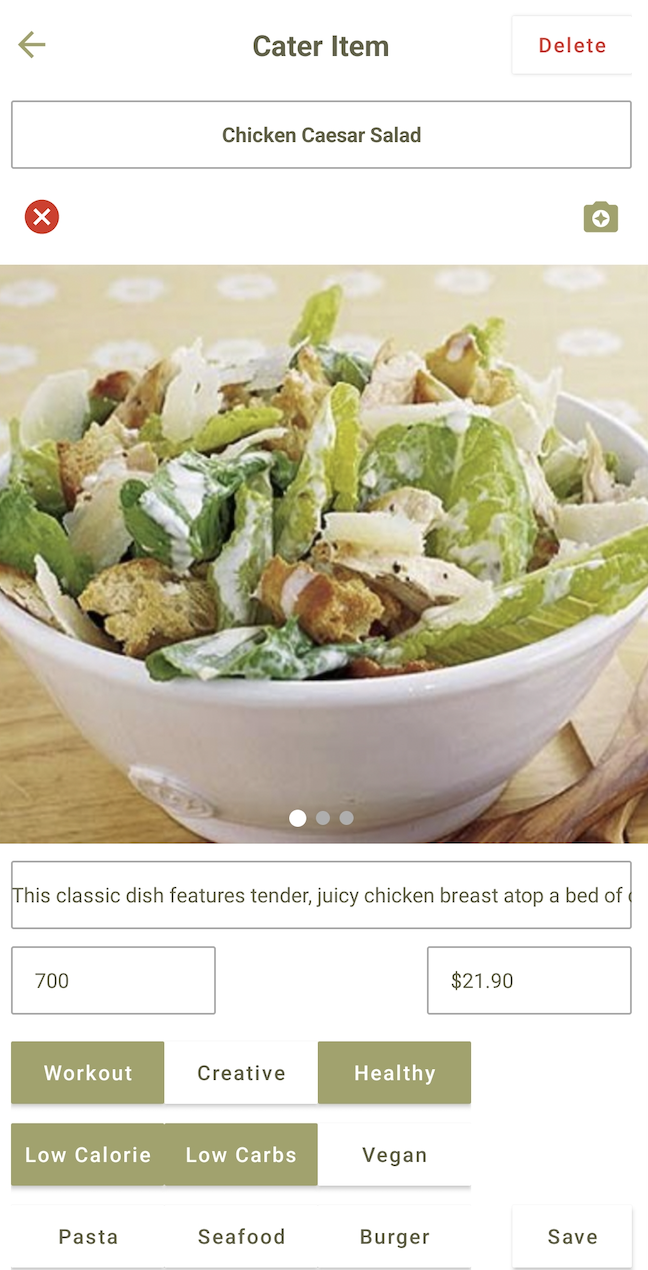 Cater Item
Delete
Chicken Caesar Salad
This classic dish features tender, juicy chicken breast atop a bed of
700
$21.90
Workout
Creative
Healthy
Low Calorie
Low Carbs
Vegan
Pasta
Seafood
Burger
Save